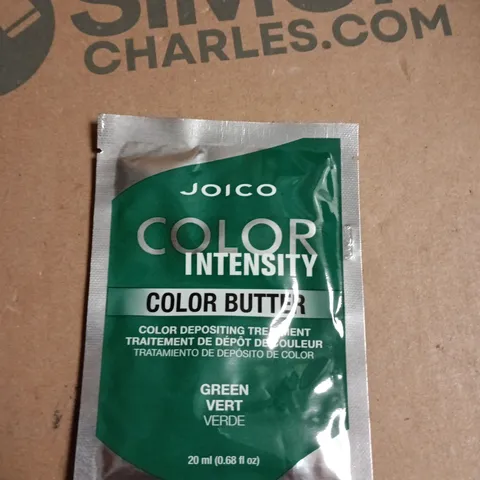 CHARLES.COM
JOICO
COLOR
INTENSITY
COLOR BUTTER
COLOR DEPOSITING TREATMENT
TRAITEMENT DE DÉPÔT DE COULEUR
TRATAMIENTO DE DEPÓSITO DE COLOR
GREEN
VERT
VERDE
20 ml (0.68 fl oz)